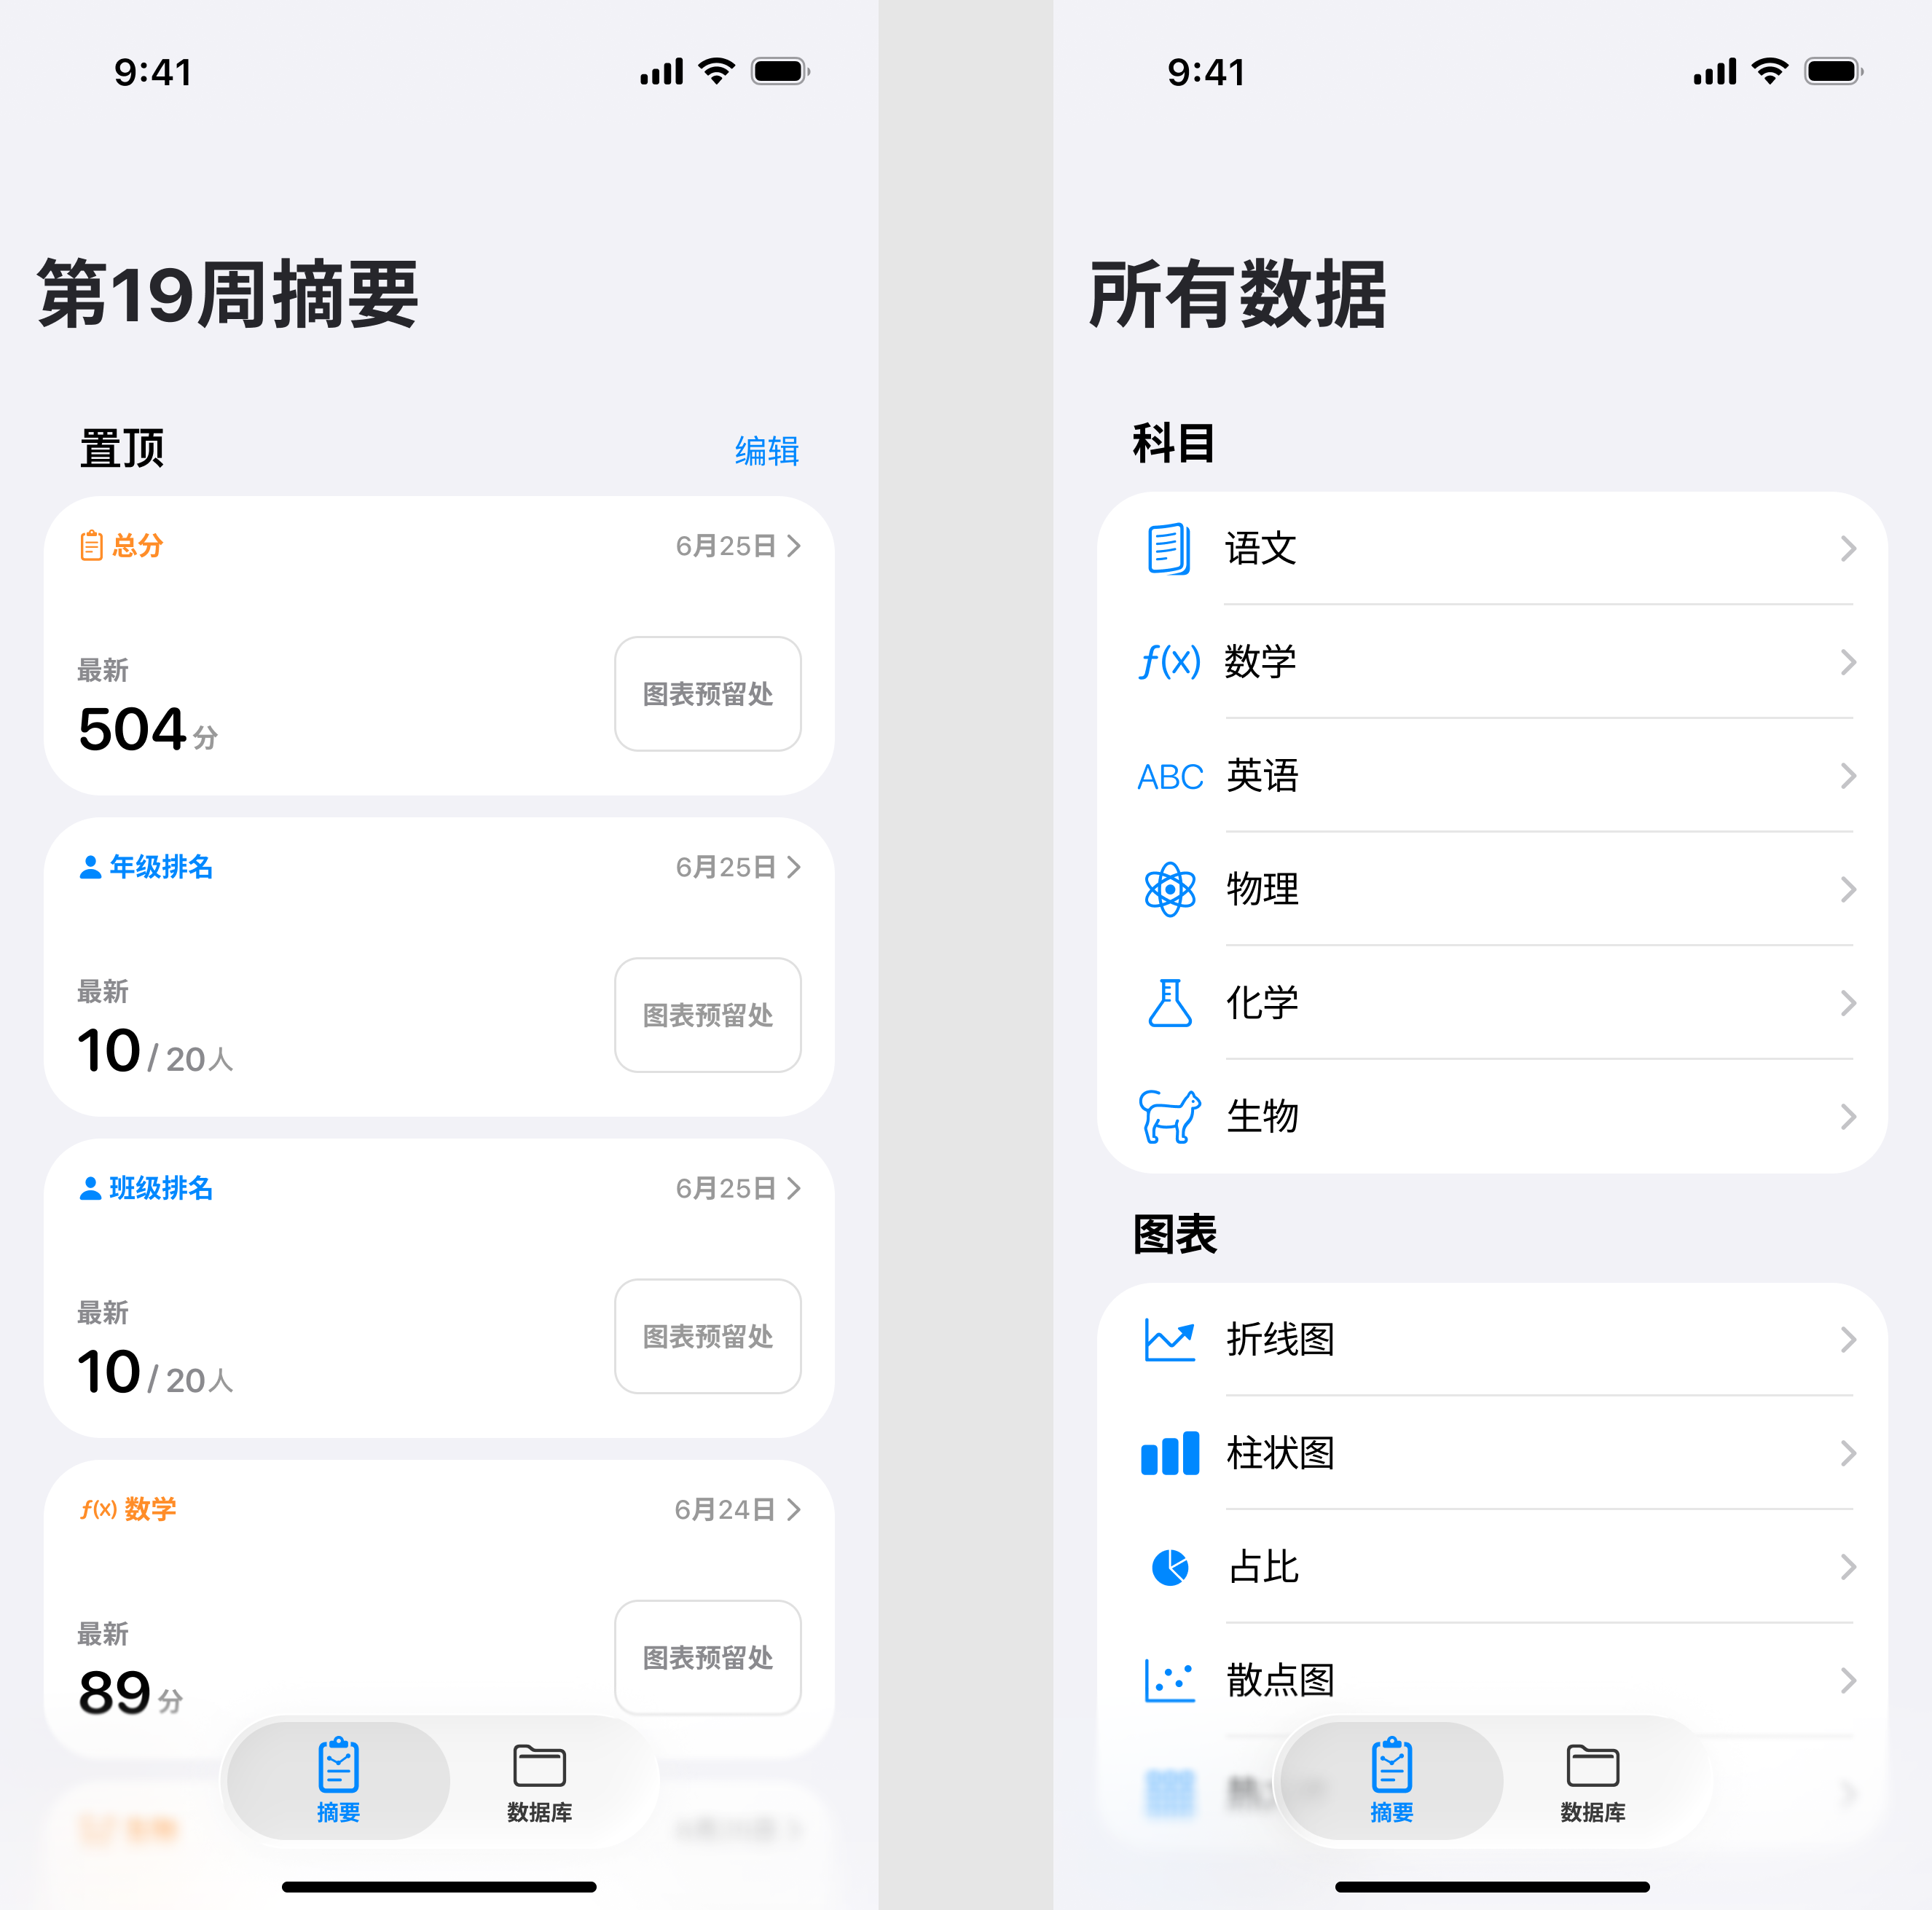 9:41
第19周摘要
置顶
编辑
总分
6月25日
最新
504分
图表预留处
年级排名
6月25日
最新
10 / 20人
图表预留处
班级排名
6月25日
最新
10 / 20人
图表预留处
f(x) 数学
6月24日
最新
89分
图表预留处
摘要
数据库
9:41
所有数据
科目
语文
f(x) 数学
ABC 英语
物理
化学
生物
图表
折线图
柱状图
占比
散点图
摘要
数据库